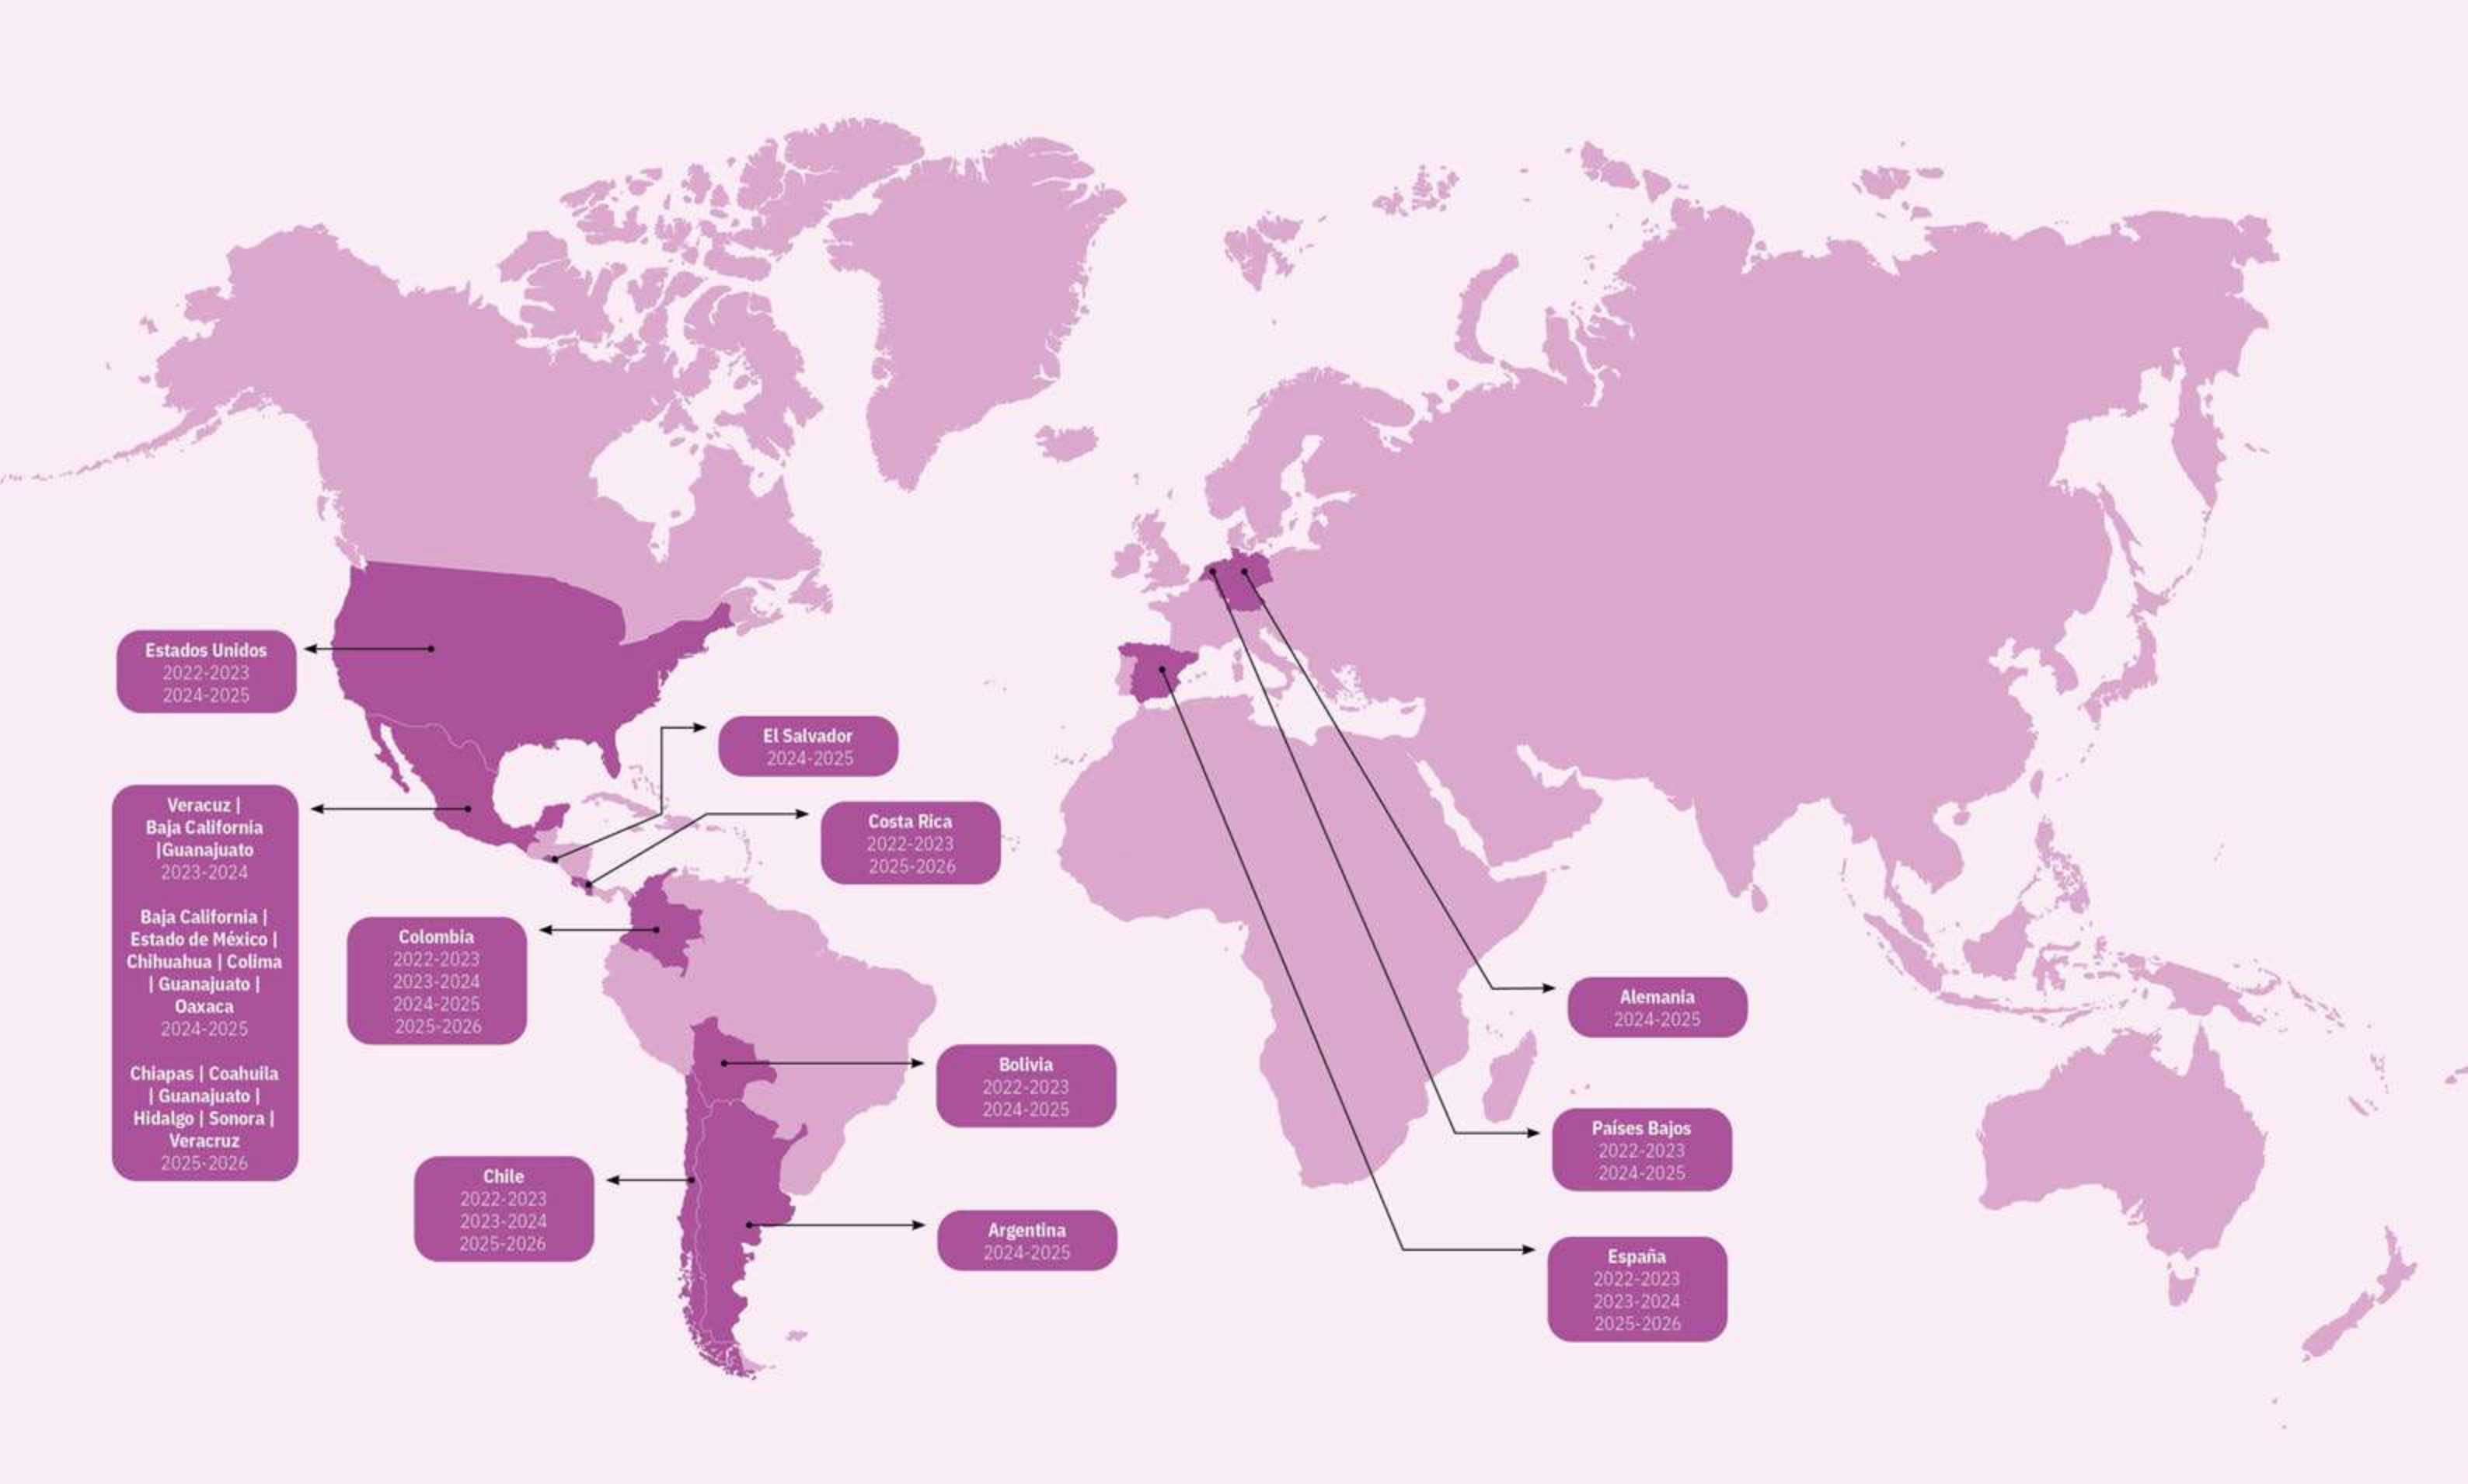 Estados Unidos
2022-2023
2024-2025
El Salvador
2024-2025
Veracuz |
Baja California
|Guanajuato
2023-2024
Baja California |
Estado de México |
Chihuahua | Colima
| Guanajuato |
Oaxaca
2024-2025
Chiapas | Coahuila
| Guanajuato |
Hidalgo | Sonora |
Veracruz
2025-2026
Costa Rica
2022-2023
2025-2026
Colombia
2022-2023
2023-2024
2024-2025
2025-2026
Alemania
2024-2025
Bolivia
2022-2023
2024-2025
Países Bajos
2022-2023
2024-2025
Chile
2022-2023
2023-2024
2025-2026
Argentina
2024-2025
España
2022-2023
2023-2024
2025-2026